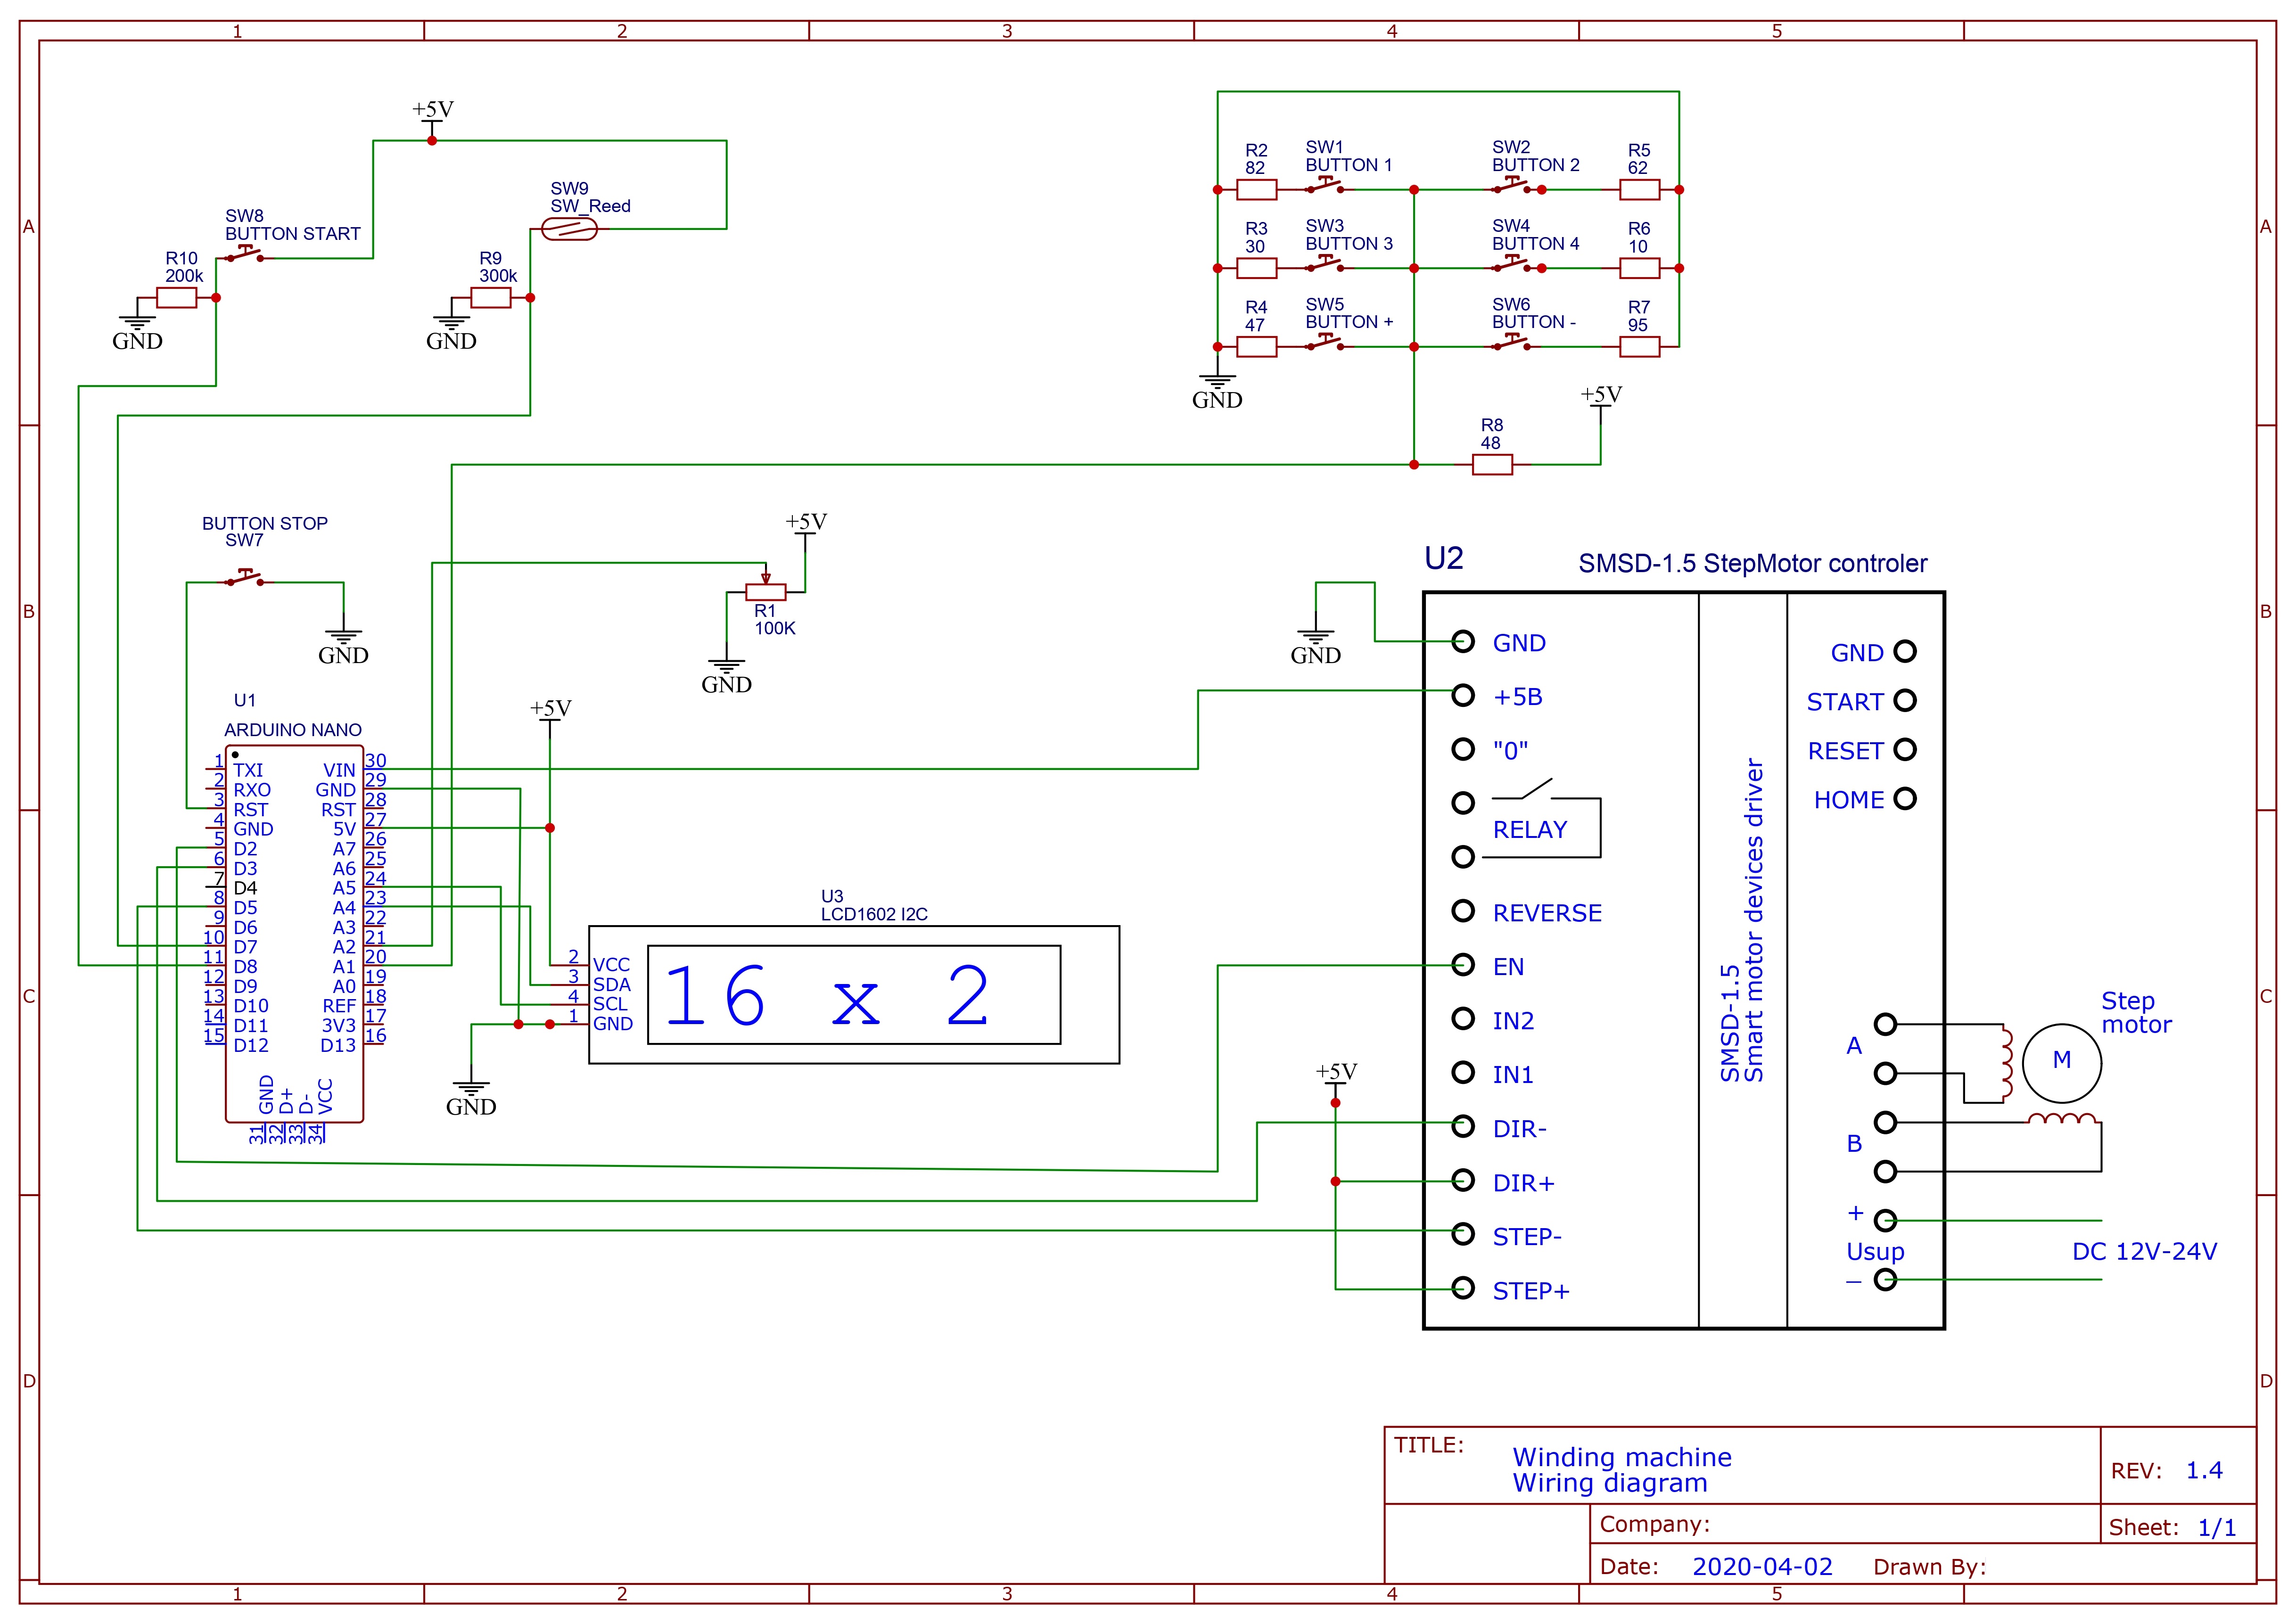 1 2 3 4 5
A A
B B
C C
D D
1 2 3 4 5
+5V
SW8
BUTTON START
R10
200k
GND
SW9
SW_Reed
R9
300k
GND
R2
82
SW1
BUTTON 1
SW2
BUTTON 2
R5
62
R3
30
SW3
BUTTON 3
SW4
BUTTON 4
R6
10
R4
47
SW5
BUTTON +
SW6
BUTTON -
R7
95
GND
+5V
R8
48
BUTTON STOP
SW7
GND
+5V
R1
100K
GND
U1
ARDUINO NANO
1 TXI VIN 30
2 RXO GND 29
3 RST RST 28
4 GND 5V 27
5 D2 A7 26
6 D3 A6 25
7 D4 A5 24
8 D5 A4 23
9 D6 A3 22
10 D7 A2 21
11 D8 A1 20
12 D9 A0 19
13 D10 REF 18
14 D11 3V3 17
15 D12 D13 16
GND D+ D- VCC
31 32 33 34
+5V
U3
LCD1602 I2C
2 VCC
3 SDA
4 SCL
1 GND
16 x 2
GND
U2
SMSD-1.5 StepMotor controler
GND
GND
+5B
"0"
RELAY
REVERSE
EN
IN2
IN1
+5V
DIR-
DIR+
STEP-
STEP+
SMSD-1.5
Smart motor devices driver
GND
START
RESET
HOME
A
B
+
Usup
−
Step
motor
M
DC 12V-24V
TITLE:
Winding machine
Wiring diagram
REV: 1.4
Company:
Sheet: 1/1
Date: 2020-04-02 Drawn By: